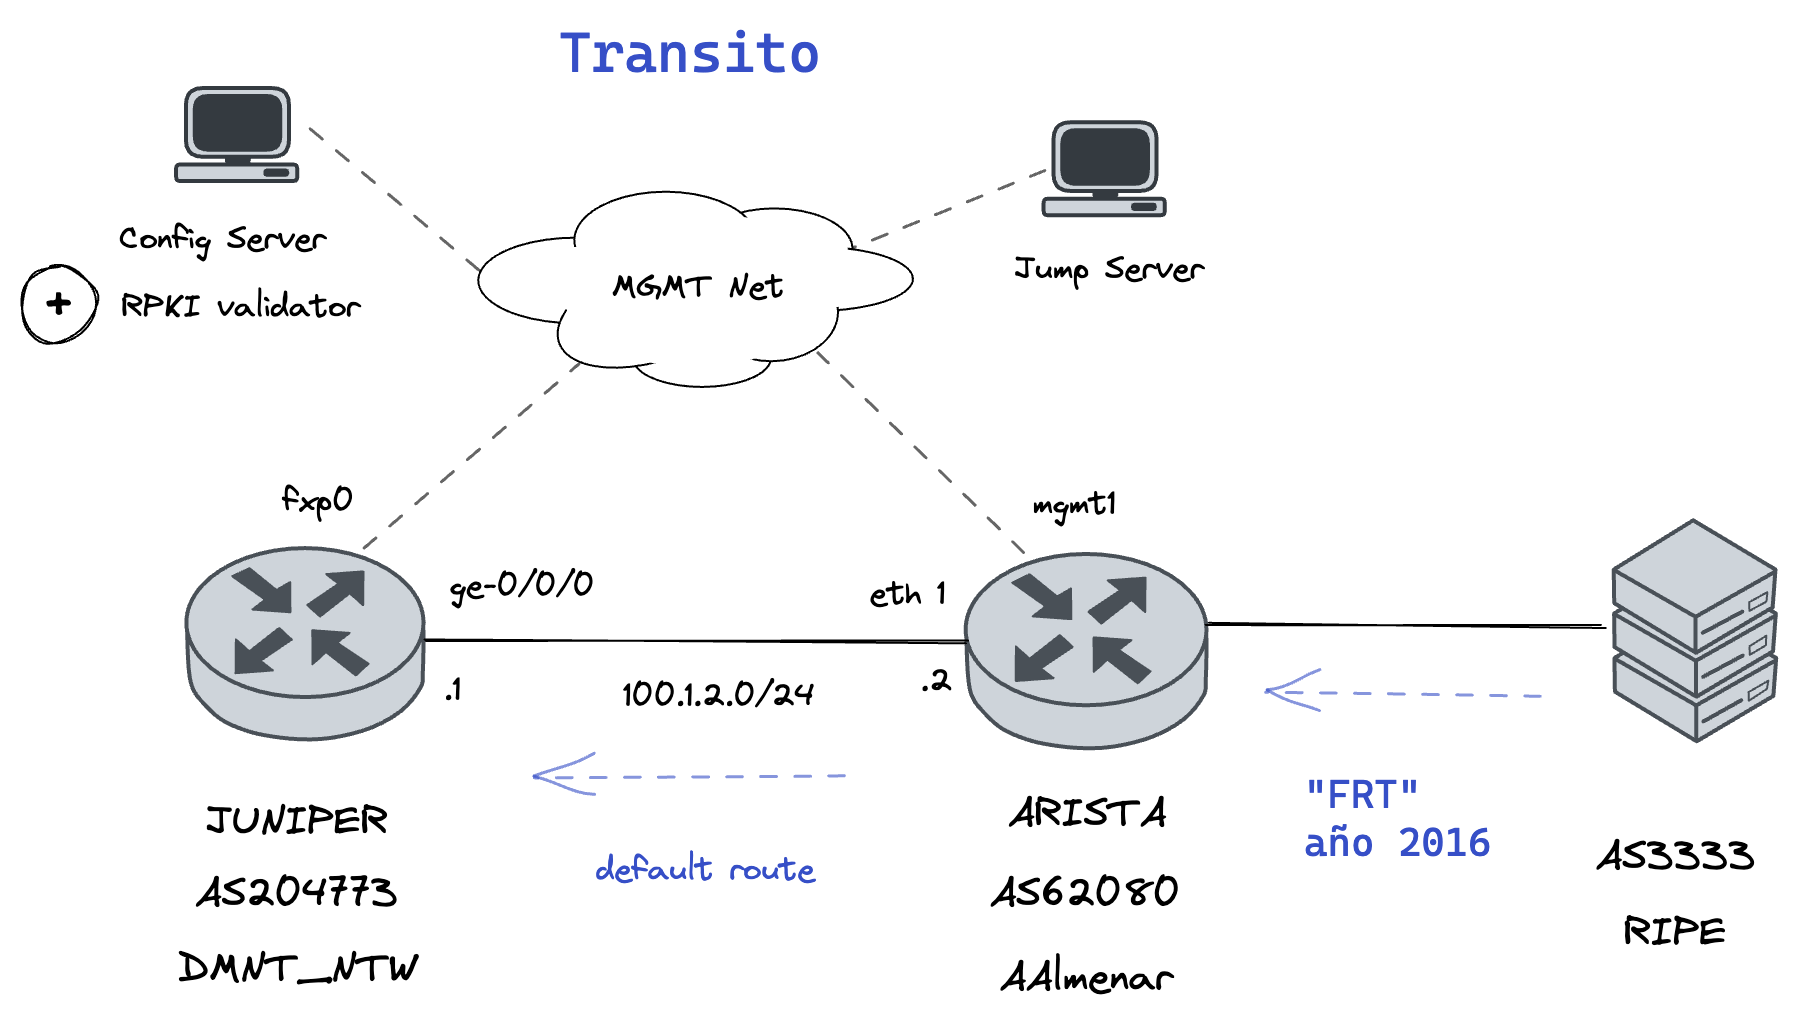 Transito
Config Server
+
RPKI validator
Jump Server
MGMT Net
fxp0
mgmt1
ge-0/0/0
eth 1
.1
100.1.2.0/24
.2
default route
"FRT"
año 2016
JUNIPER
AS204773
DMNT_NTW
ARISTA
AS62080
AAlmenar
AS3333
RIPE